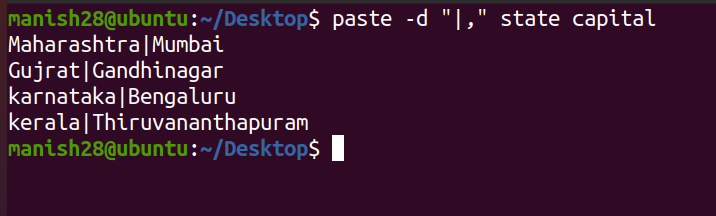 manish28@ubuntu:~/Desktop$ paste -d "|," state capital
Maharashtra|Mumbai
Gujrat|Gandhinagar
karnataka|Bengaluru
kerala|Thiruvananthapuram
manish28@ubuntu:~/Desktop$